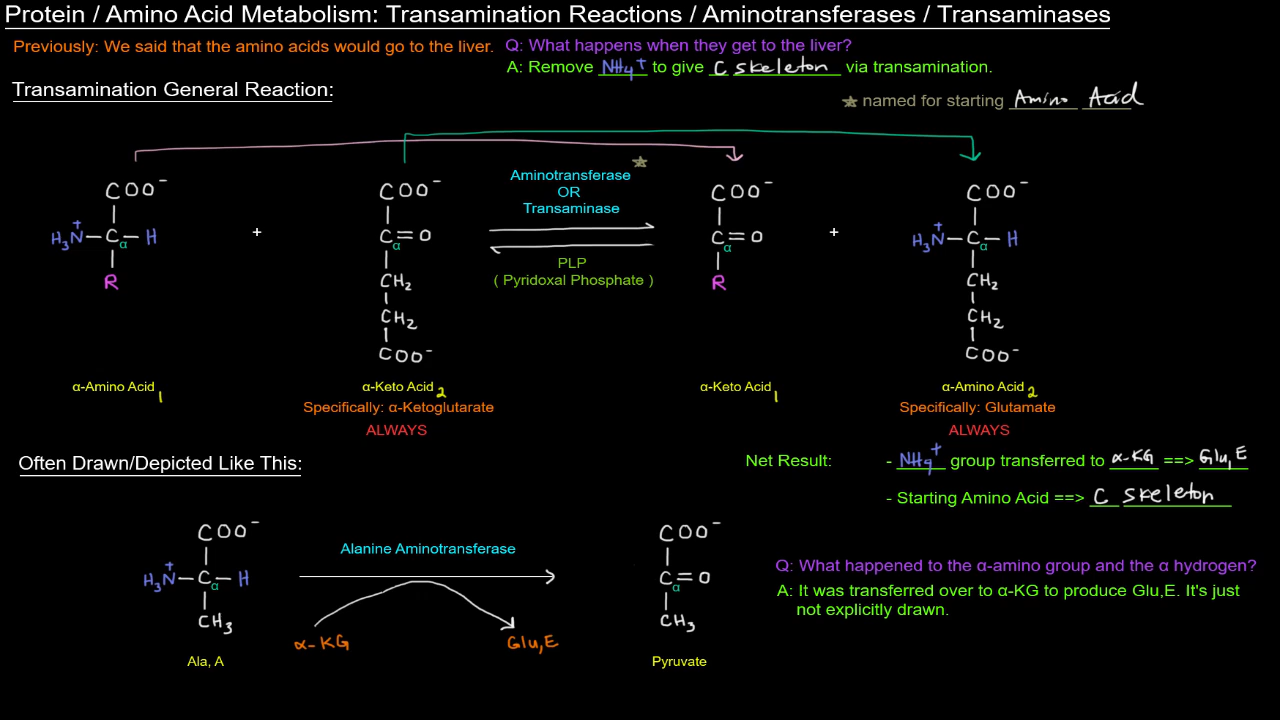 Protein / Amino Acid Metabolism: Transamination Reactions / Aminotransferases / Transaminases
Previously: We said that the amino acids would go to the liver.
Q: What happens when they get to the liver?
A: Remove NH4+ to give C skeleton via transamination.
Transamination General Reaction:
★ named for starting Amino Acid
COO⁻ COO⁻ COO⁻ COO⁻
H₃N⁺—Cα—H + Cα=O Cα=O + H₃N⁺—Cα—H
R CH₂ R CH₂
CH₂ CH₂
COO⁻ COO⁻
Aminotransferase ★
OR
Transaminase
PLP
( Pyridoxal Phosphate )
α-Amino Acid 1 α-Keto Acid 2 α-Keto Acid 1 α-Amino Acid 2
Specifically: α-Ketoglutarate Specifically: Glutamate
ALWAYS ALWAYS
Often Drawn/Depicted Like This:
Net Result: - NH4+ group transferred to α-KG ==> Glu,E
- Starting Amino Acid ==> C skeleton
COO⁻ Alanine Aminotransferase COO⁻
H₃N⁺—Cα—H Cα=O
CH₃ CH₃
α-KG Glu,E
Ala, A Pyruvate
Q: What happened to the α-amino group and the α hydrogen?
A: It was transferred over to α-KG to produce Glu,E. It's just
not explicitly drawn.